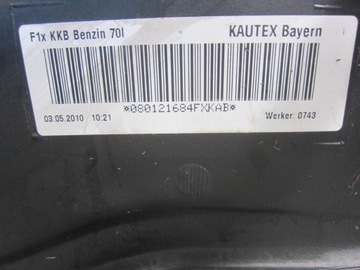 F1x KKB Benzin 70l KAUTEX Bayern
*080121684FXKAB*
03.05.2010 10:21 Werker: 0743